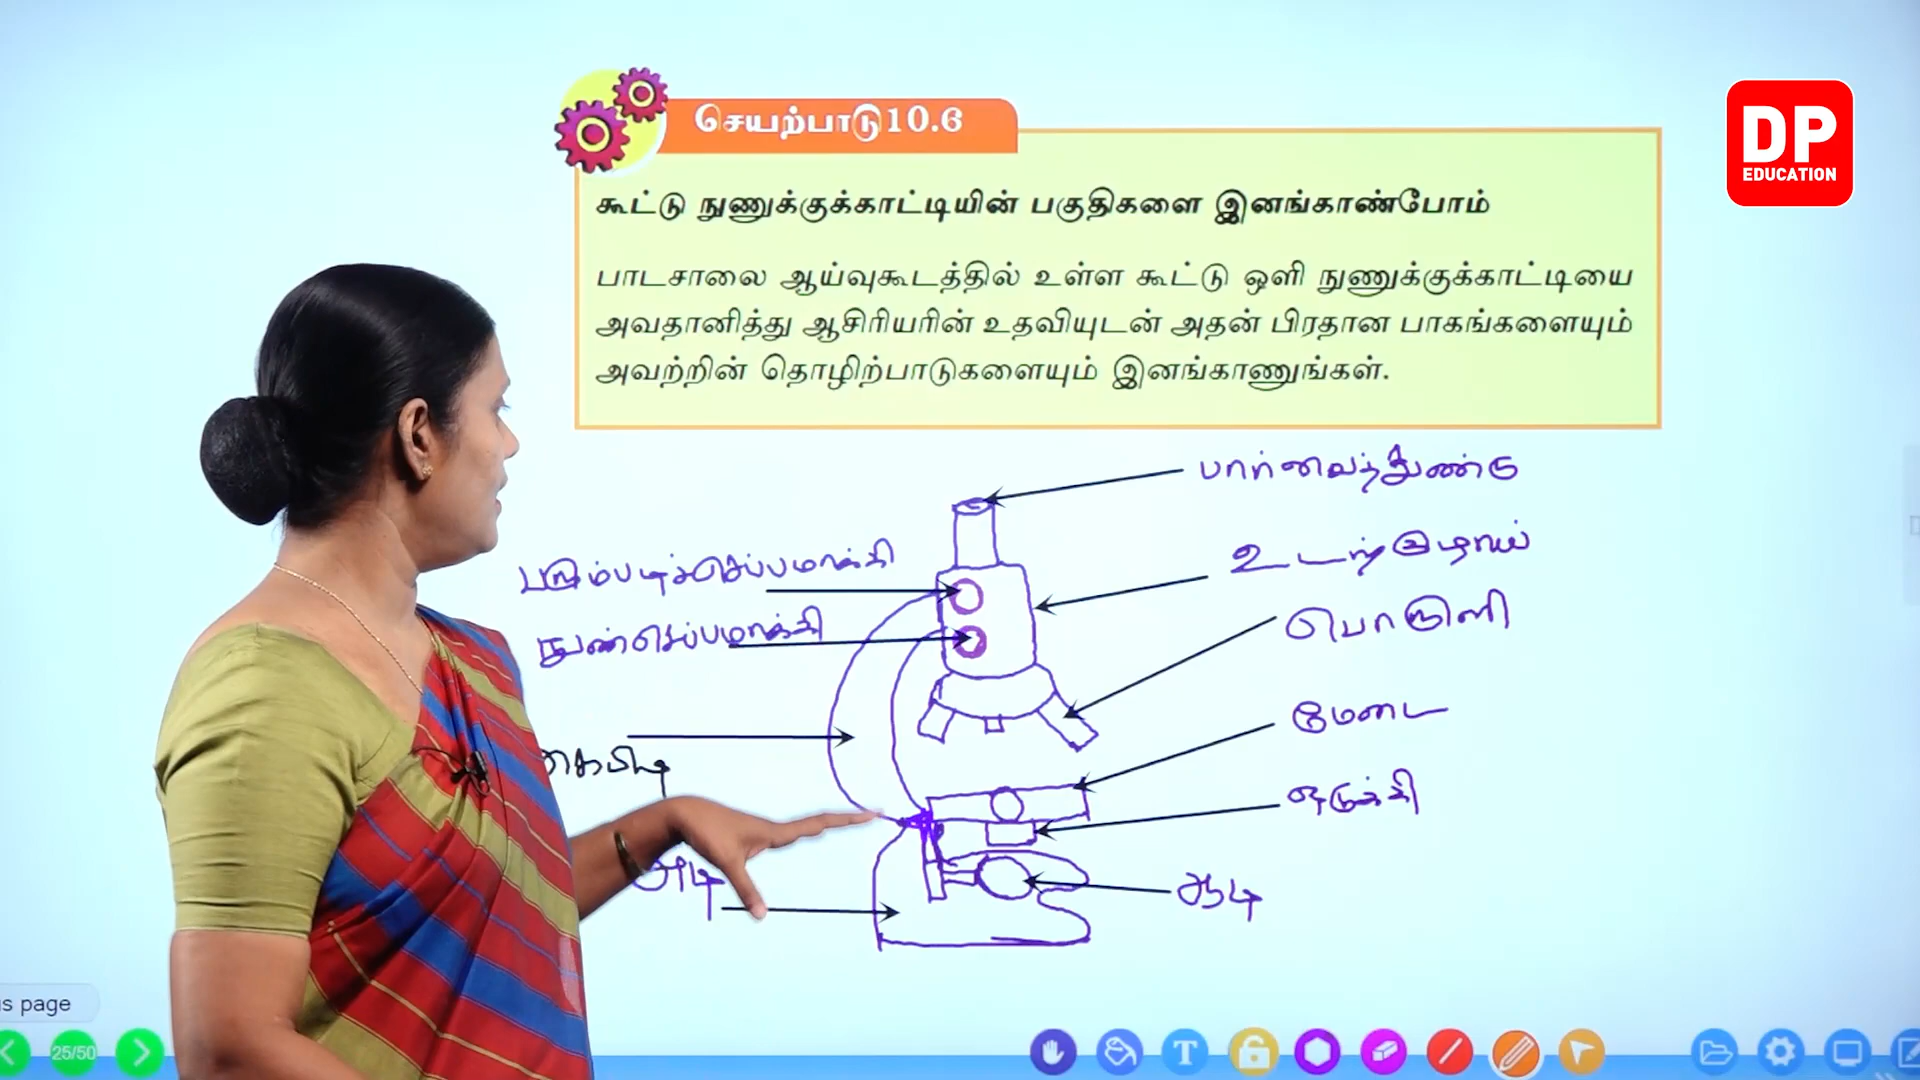 செயற்பாடு 10.6
DP
EDUCATION
கூட்டு நுணுக்குக்காட்டியின் பகுதிகளை இனங்காண்போம்
பாடசாலை ஆய்வுகூடத்தில் உள்ள கூட்டு ஒளி நுணுக்குக்காட்டியை
அவதானித்து ஆசிரியரின் உதவியுடன் அதன் பிரதான பாகங்களையும்
அவற்றின் தொழிற்பாடுகளையும் இனங்காணுங்கள்.
பார்வைத்துண்டு
உடற்குழாய்
பரும்படிச்செப்பமாக்கி
பொருளி
நுண்செப்பமாக்கி
மேடை
கைபிடி
ஒடுக்கி
அடி
ஆடி
s page
25/50
T